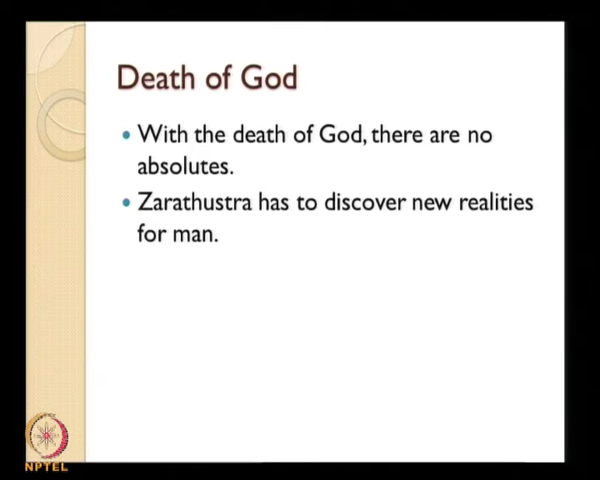 Death of God
• With the death of God, there are no
absolutes.
• Zarathustra has to discover new realities
for man.
NPTEL